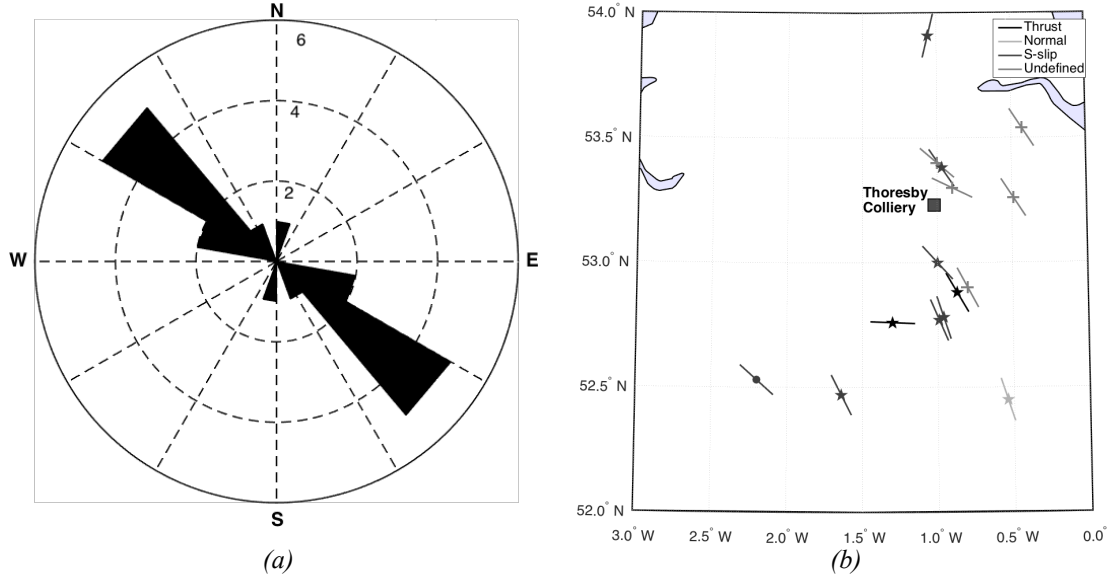 N
6
4
2
W
E
S
(a)
54.0° N
53.5° N
53.0° N
52.5° N
52.0° N
3.0° W
2.5° W
2.0° W
1.5° W
1.0° W
0.5° W
0.0°
Thrust
Normal
S-slip
Undefined
Thoresby
Colliery
(b)